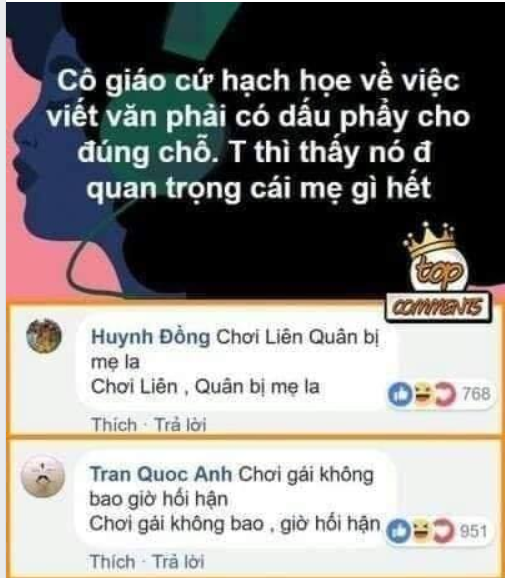 Cô giáo cứ hạch họe về việc
viết văn phải có dấu phẩy cho
đúng chỗ. T thì thấy nó đ
quan trọng cái mẹ gì hết
top
COMMENTS
Huynh Đồng Chơi Liên Quân bị
mẹ la
Chơi Liên , Quân bị mẹ la
768
Thích · Trả lời
Tran Quoc Anh Chơi gái không
bao giờ hối hận
Chơi gái không bao , giờ hối hận
951
Thích · Trả lời